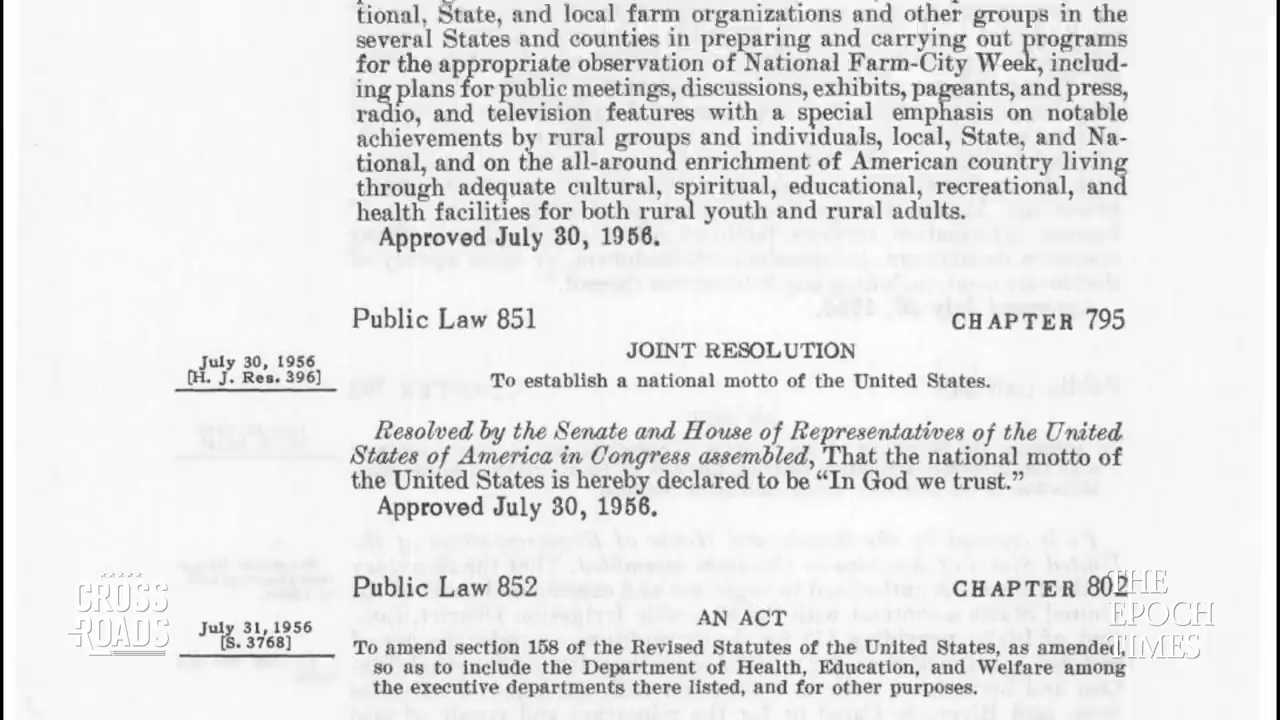 tional, State, and local farm organizations and other groups in the
several States and counties in preparing and carrying out programs
for the appropriate observation of National Farm-City Week, includ-
ing plans for public meetings, discussions, exhibits, pageants, and press,
radio, and television features with a special emphasis on notable
achievements by rural groups and individuals, local, State, and Na-
tional, and on the all-around enrichment of American country living
through adequate cultural, spiritual, educational, recreational, and
health facilities for both rural youth and rural adults.
Approved July 30, 1956.
Public Law 851
CHAPTER 795
JOINT RESOLUTION
July 30, 1956
[H. J. Res. 396]
To establish a national motto of the United States.
Resolved by the Senate and House of Representatives of the United
States of America in Congress assembled, That the national motto of
the United States is hereby declared to be “In God we trust.”
Approved July 30, 1956.
Public Law 852
CHAPTER 802
AN ACT
July 31, 1956
[S. 3768]
To amend section 158 of the Revised Statutes of the United States, as amended,
so as to include the Department of Health, Education, and Welfare among
the executive departments there listed, and for other purposes.
CROSS
ROADS
THE
EPOCH
TIMES